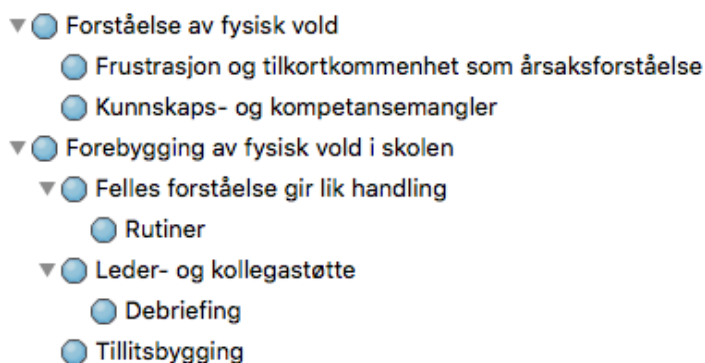 Forståelse av fysisk vold
Frustrasjon og tilkortkommenhet som årsaksforståelse
Kunnskaps- og kompetansemangler
Forebygging av fysisk vold i skolen
Felles forståelse gir lik handling
Rutiner
Leder- og kollegastøtte
Debriefing
Tillitsbygging